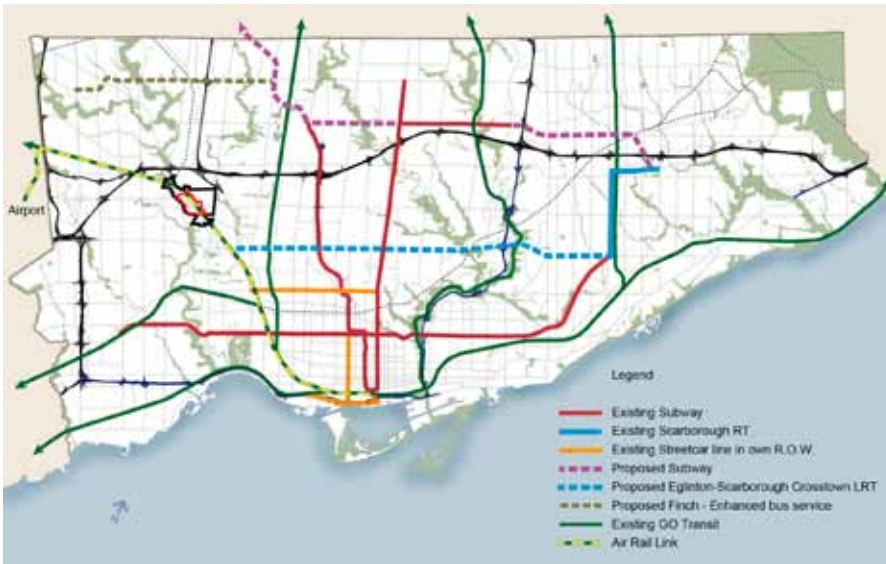 Airport
Legend
Existing Subway
Existing Scarborough RT
Existing Streetcar line in own R.O.W.
Proposed Subway
Proposed Eglinton-Scarborough Crosstown LRT
Proposed Finch - Enhanced bus service
Existing GO Transit
Air Rail Link